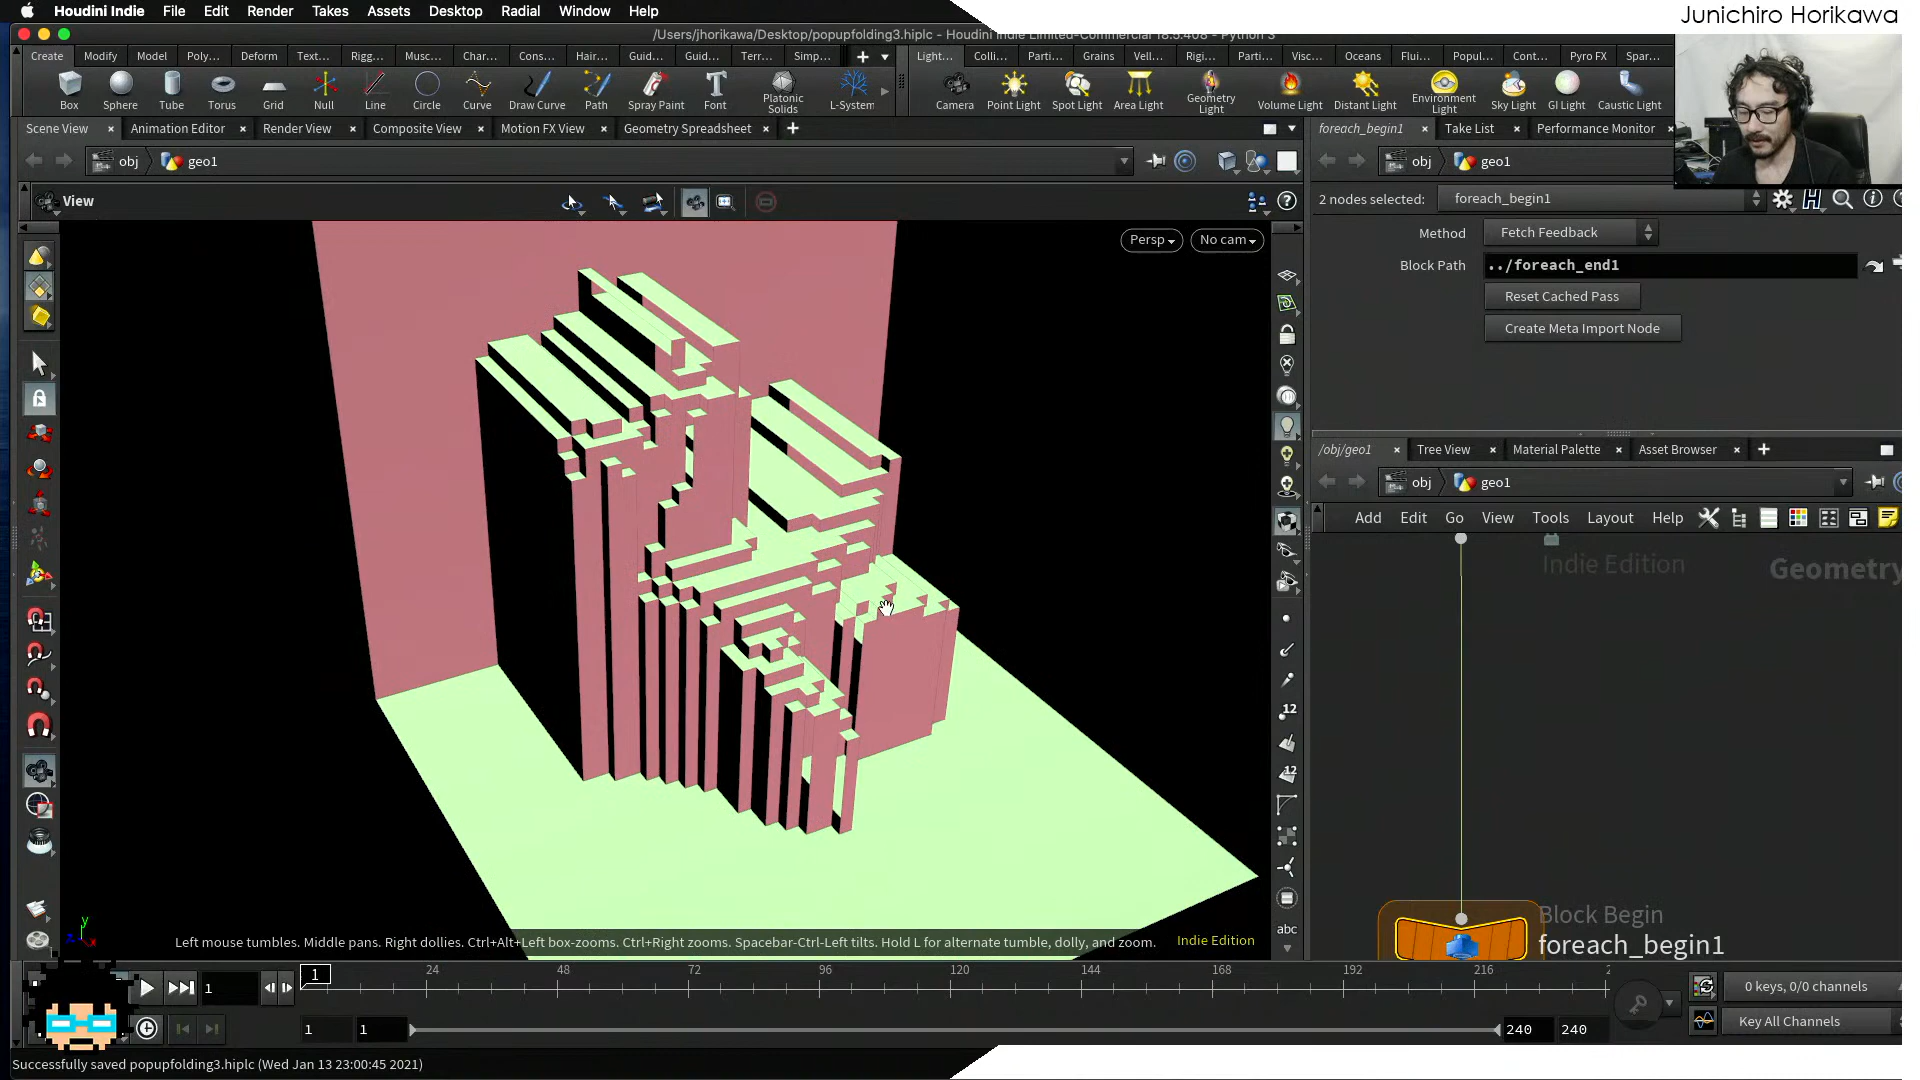 Junichiro Horikawa
Houdini Indie File Edit Render Takes Assets Desktop Radial Window Help
/Users/jhorikawa/Desktop/popupfolding3.hiplc - Houdini Indie Limited-Commercial 18.5.408 - Python 3
Create Modify Model Poly... Deform Text... Rigg... Musc... Char... Cons... Hair... Guid... Guid... Terr... Simp...
Light... Colli... Parti... Grains Vell... Rigi... Parti... Visc... Oceans Flui... Popul... Cont... Pyro FX Spar...
Box Sphere Tube Torus Grid Null Line Circle Curve Draw Curve Path Spray Paint Font Platonic Solids L-System
Camera Point Light Spot Light Area Light Geometry Light Volume Light Distant Light Environment Light Sky Light GI Light Caustic Light
Scene View Animation Editor Render View Composite View Motion FX View Geometry Spreadsheet
foreach_begin1 Take List Performance Monitor
obj geo1
obj geo1
View
2 nodes selected: foreach_begin1
Persp No cam
Method Fetch Feedback
Block Path ../foreach_end1
Reset Cached Pass
Create Meta Import Node
/obj/geo1 Tree View Material Palette Asset Browser
obj geo1
Add Edit Go View Tools Layout Help
Indie Edition Geometry
12
12
abc
Block Begin
foreach_begin1
y
Left mouse tumbles. Middle pans. Right dollies. Ctrl+Alt+Left box-zooms. Ctrl+Right zooms. Spacebar-Ctrl-Left tilts. Hold L for alternate tumble, dolly, and zoom.
Indie Edition
1 1 24 48 72 96 120 144 168 192 216 2
0 keys, 0/0 channels
1 1 240 240
Key All Channels
Successfully saved popupfolding3.hiplc (Wed Jan 13 23:00:45 2021)